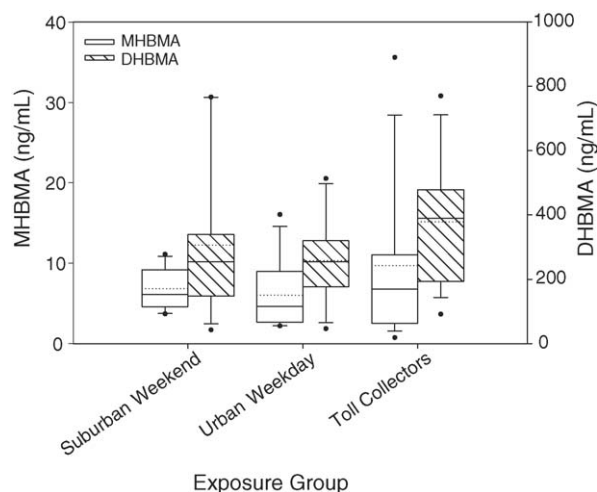 40
30
20
10
0
MHBMA (ng/mL)
MHBMA
DHBMA
1000
800
600
400
200
0
DHBMA (ng/mL)
Suburban Weekend
Urban Weekday
Toll Collectors
Exposure Group